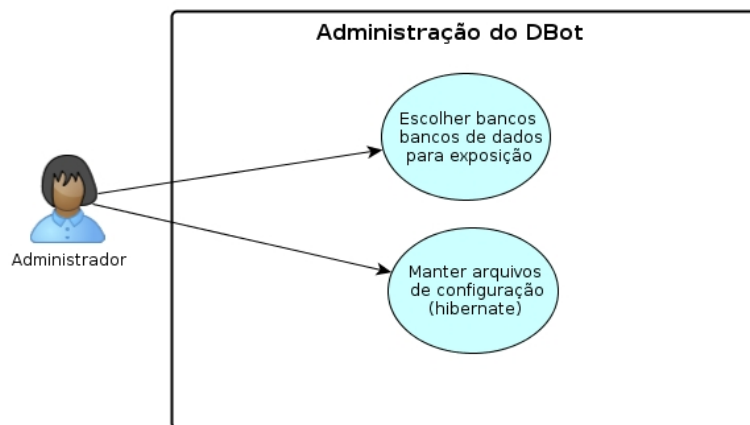 Administração do DBot
Escolher bancos
bancos de dados
para exposição
Administrador
Manter arquivos
de configuração
(hibernate)